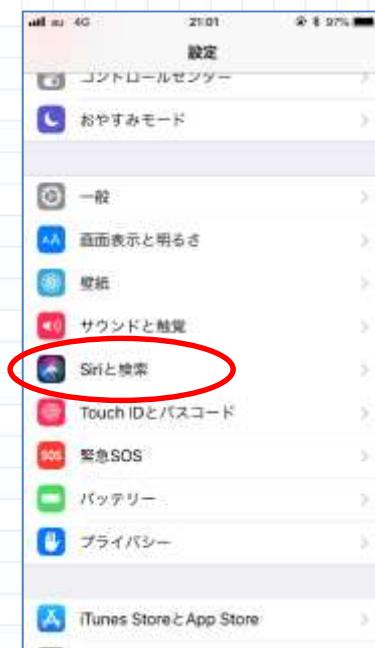 au 4G 21:01 97%
設定
コントロールセンター
おやすみモード
一般
画面表示と明るさ
壁紙
サウンドと触覚
Siriと検索
Touch IDとパスコード
SOS 緊急SOS
バッテリー
プライバシー
iTunes StoreとApp Store